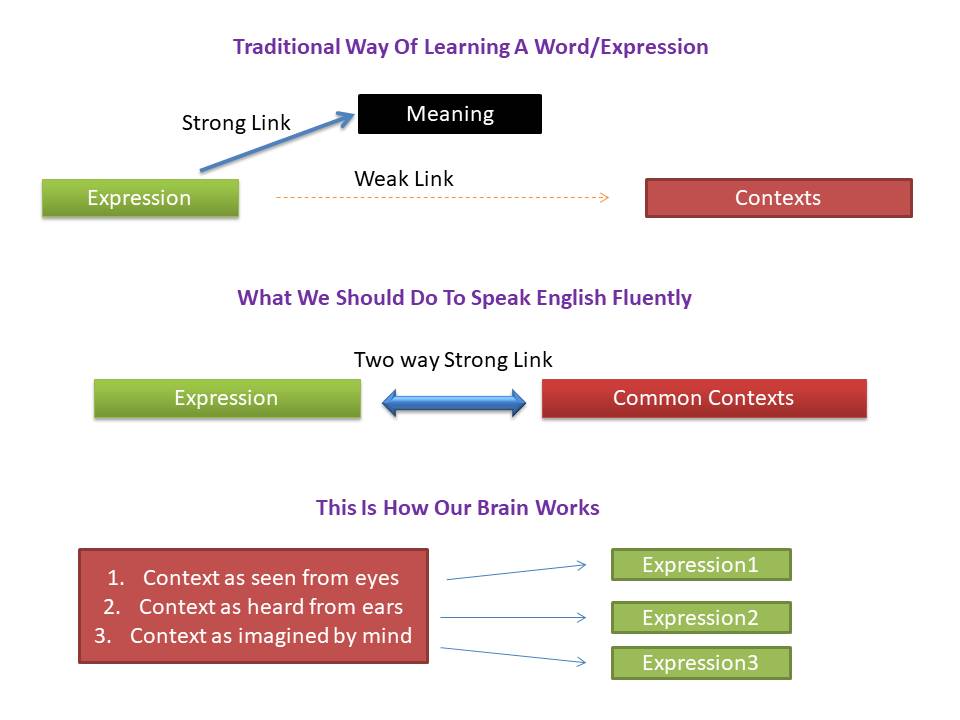 Traditional Way Of Learning A Word/Expression
Meaning
Strong Link
Weak Link
Expression
Contexts
What We Should Do To Speak English Fluently
Two way Strong Link
Expression
Common Contexts
This Is How Our Brain Works
1. Context as seen from eyes
2. Context as heard from ears
3. Context as imagined by mind
Expression1
Expression2
Expression3